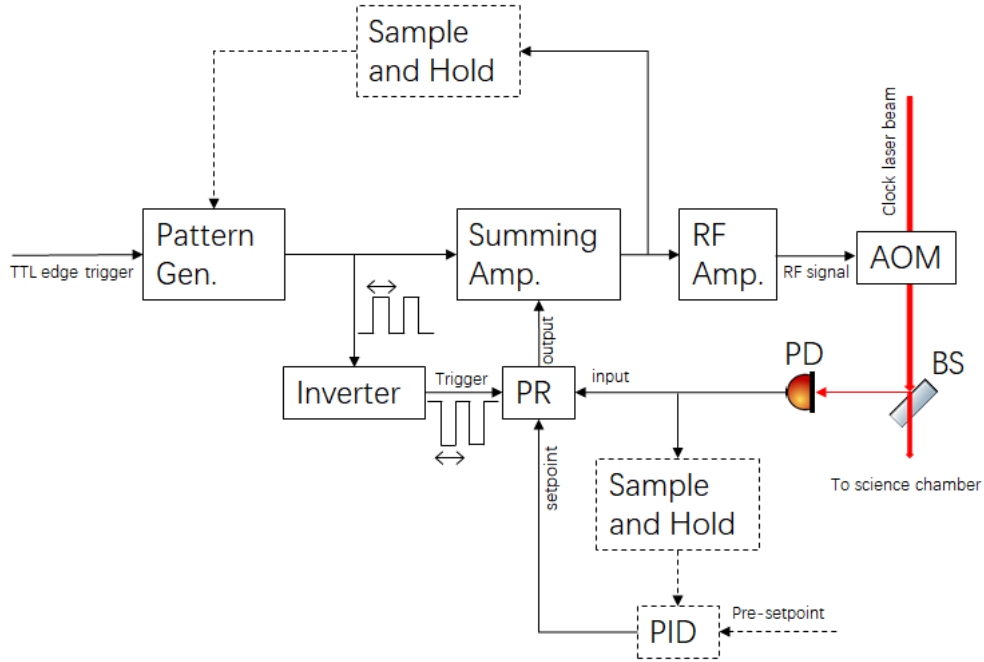 Sample
and Hold
Clock laser beam
Pattern
Gen.
Summing
Amp.
RF
Amp.
AOM
TTL edge trigger
RF signal
output
PD
BS
Inverter
Trigger
PR
input
setpoint
Sample
and Hold
To science chamber
PID
Pre-setpoint